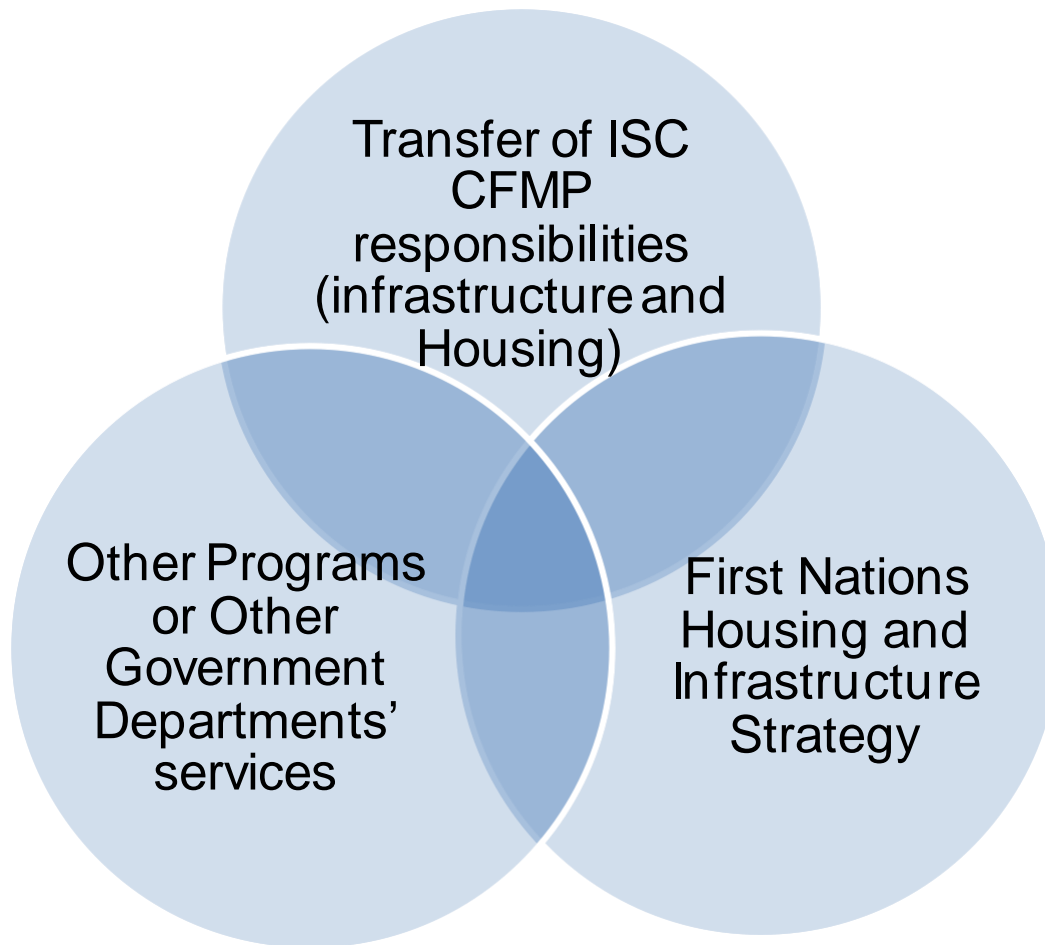 Transfer of ISC
CFMP
responsibilities
(infrastructure and
Housing)
Other Programs
or Other
Government
Departments’
services
First Nations
Housing and
Infrastructure
Strategy